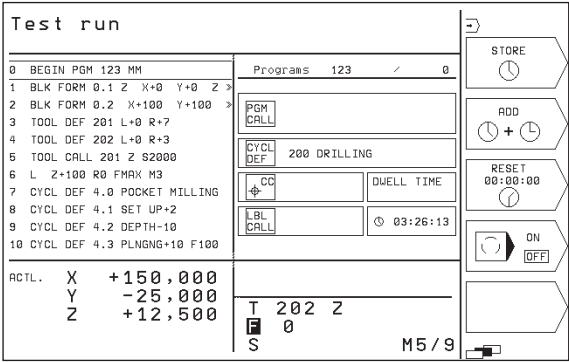 Test run
0 BEGIN PGM 123 MM
1 BLK FORM 0.1 Z X+0 Y+0 Z »
2 BLK FORM 0.2 X+100 Y+100 »
3 TOOL DEF 201 L+0 R+7
4 TOOL DEF 202 L+0 R+3
5 TOOL CALL 201 Z S2000
6 L Z+100 R0 FMAX M3
7 CYCL DEF 4.0 POCKET MILLING
8 CYCL DEF 4.1 SET UP+2
9 CYCL DEF 4.2 DEPTH-10
10 CYCL DEF 4.3 PLNGNG+10 F100
Programs 123 / 0
PGM
CALL
CYCL
DEF 200 DRILLING
CC
DWELL TIME
LBL
CALL
03:26:13
ACTL. X +150,000
Y -25,000
Z +12,500
T 202 Z
F 0
S M5/9
STORE
ADD
+
RESET
00:00:00
ON
OFF